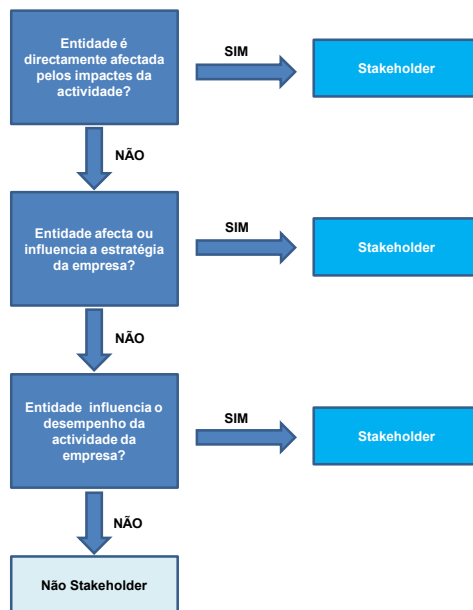 Entidade é
directamente afectada
pelos impactes da
actividade?
SIM
Stakeholder
NÃO
Entidade afecta ou
influencia a estratégia
da empresa?
SIM
Stakeholder
NÃO
Entidade influencia o
desempenho da
actividade da
empresa?
SIM
Stakeholder
NÃO
Não Stakeholder